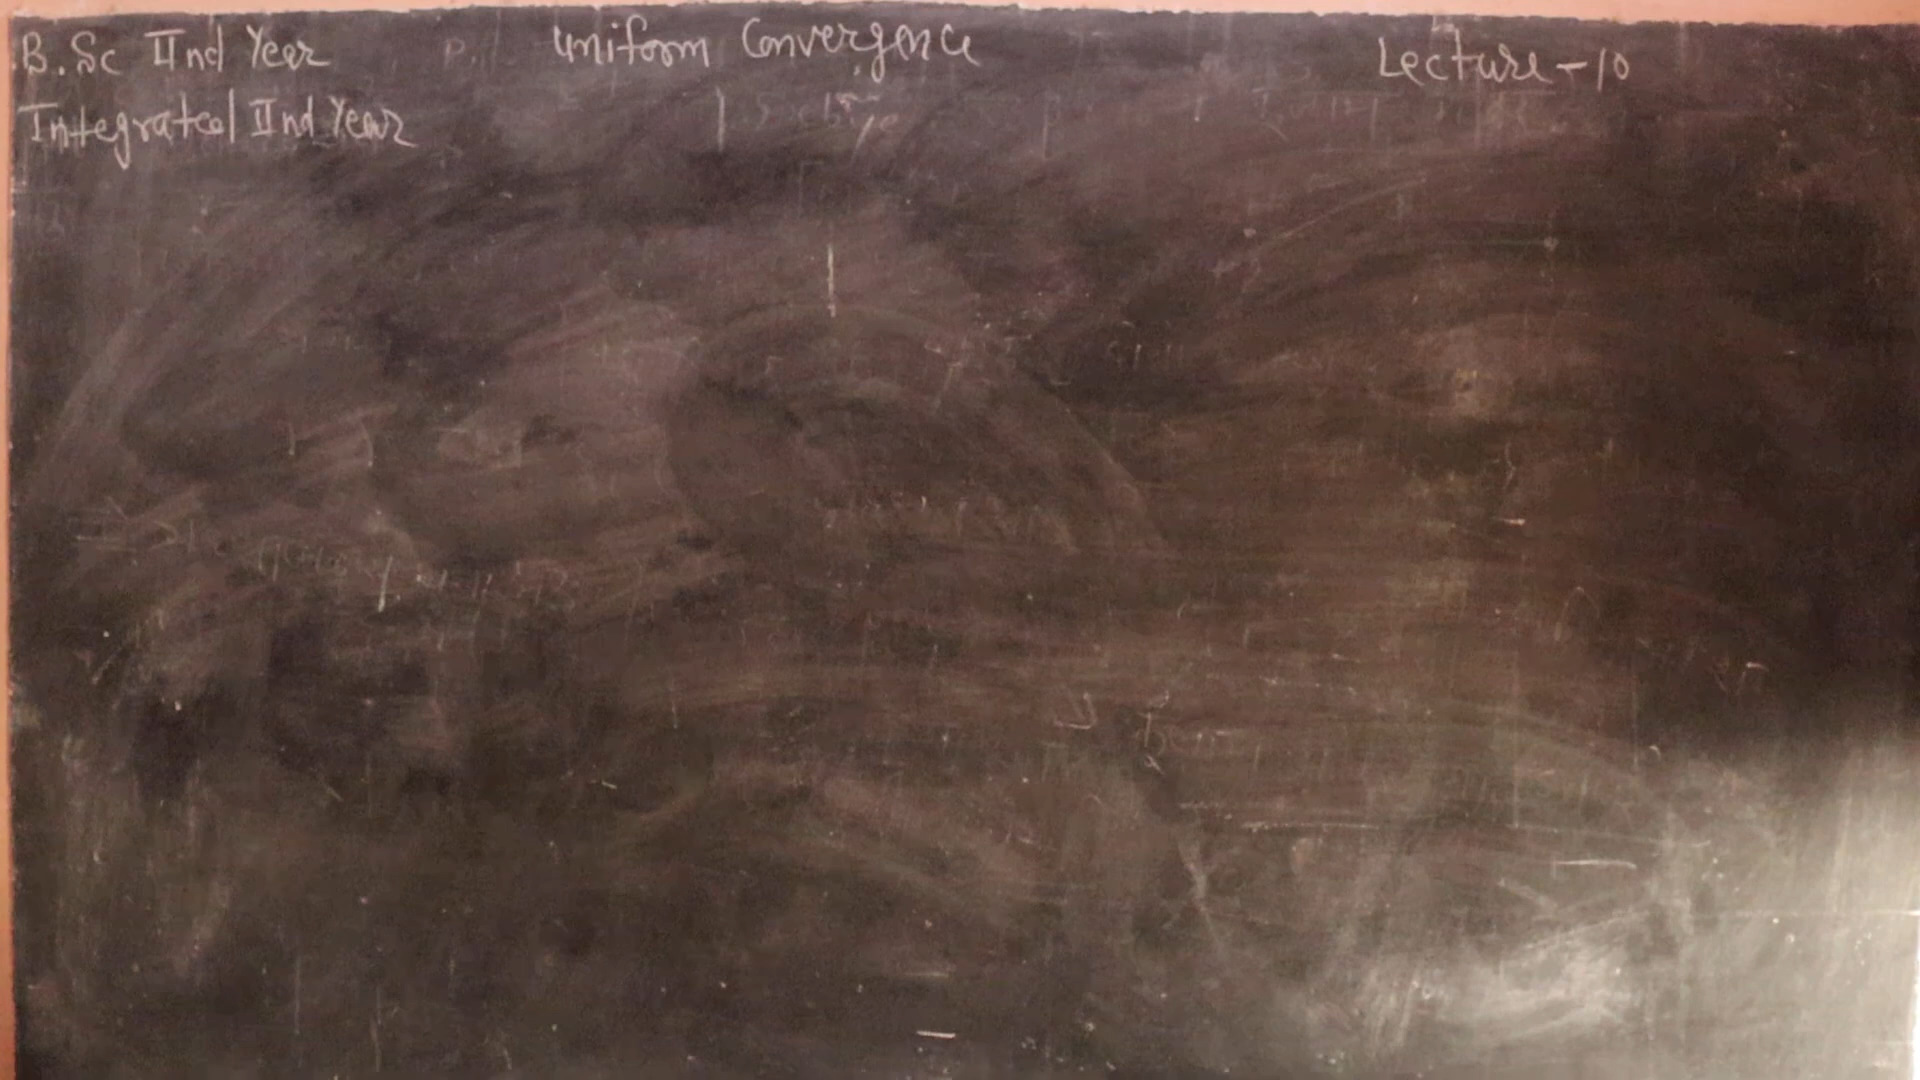 B.Sc IInd Year
Uniform Convergence
Lecture-10
Integrated IInd Year